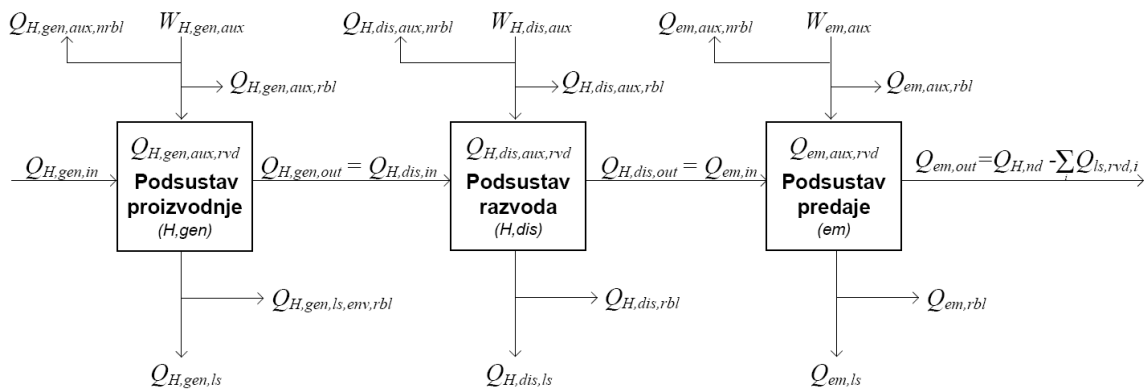 Q_{H,gen,aux,nrbl} W_{H,gen,aux} Q_{H,dis,aux,nrbl} W_{H,dis,aux} Q_{em,aux,nrbl} W_{em,aux}
Q_{H,gen,aux,rbl} Q_{H,dis,aux,rbl} Q_{em,aux,rbl}
Q_{H,gen,aux,rvd} Q_{H,dis,aux,rvd} Q_{em,aux,rvd}
Q_{H,gen,in} Q_{H,gen,out} = Q_{H,dis,in} Q_{H,dis,out} = Q_{em,in} Q_{em,out}=Q_{H,nd} -∑_{i}Q_{ls,rvd,i}
Podsustav Podsustav Podsustav
proizvodnje razvoda predaje
(H,gen) (H,dis) (em)
Q_{H,gen,ls,env,rbl} Q_{H,dis,rbl} Q_{em,rbl}
Q_{H,gen,ls} Q_{H,dis,ls} Q_{em,ls}